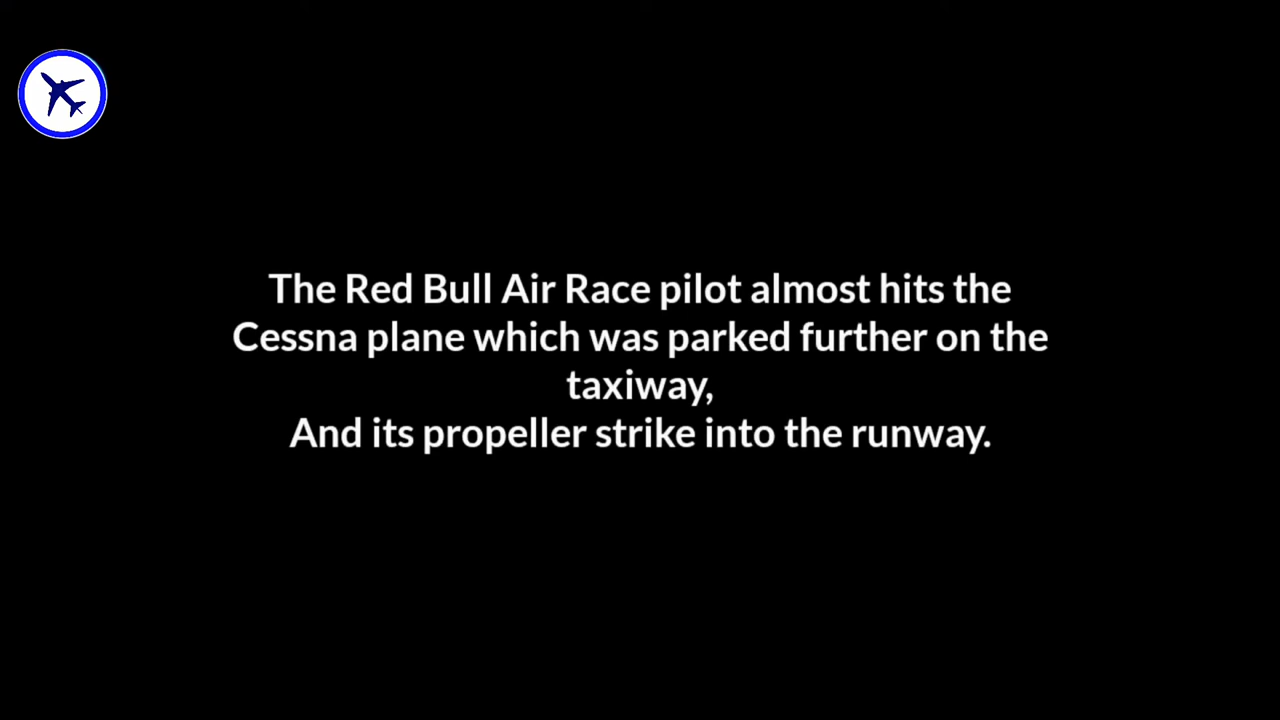 The Red Bull Air Race pilot almost hits the
Cessna plane which was parked further on the
taxiway,
And its propeller strike into the runway.